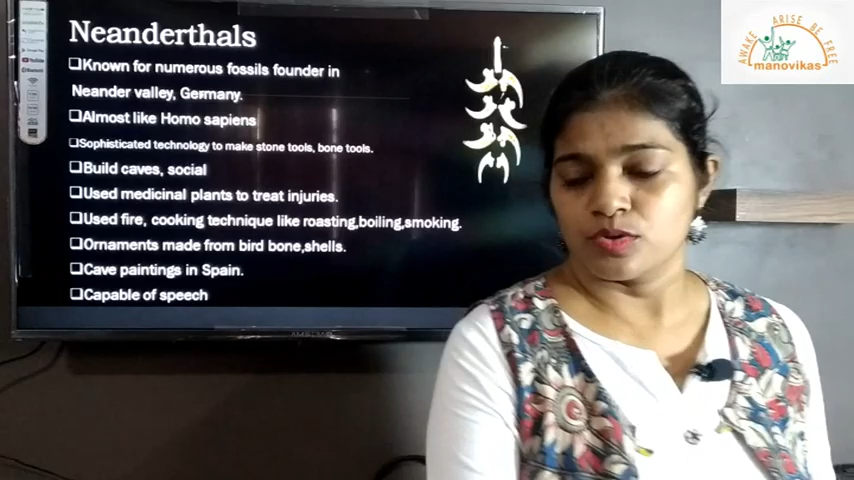 Neanderthals
❑Known for numerous fossils founder in
Neander valley, Germany.
❑Almost like Homo sapiens
❑Sophisticated technology to make stone tools, bone tools.
❑Build caves, social
❑Used medicinal plants to treat injuries.
❑Used fire, cooking technique like roasting,boiling,smoking.
❑Ornaments made from bird bone,shells.
❑Cave paintings in Spain.
❑Capable of speech
AWAKE ARISE BE FREE
manovikas